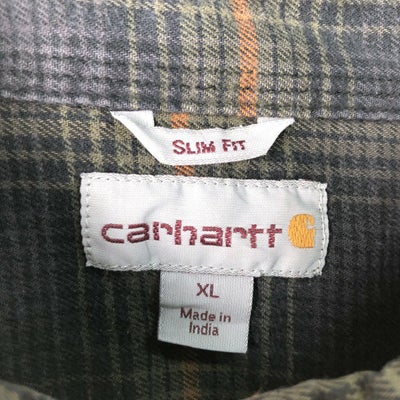 SLIM FIT
carhartt
XL
Made in
India